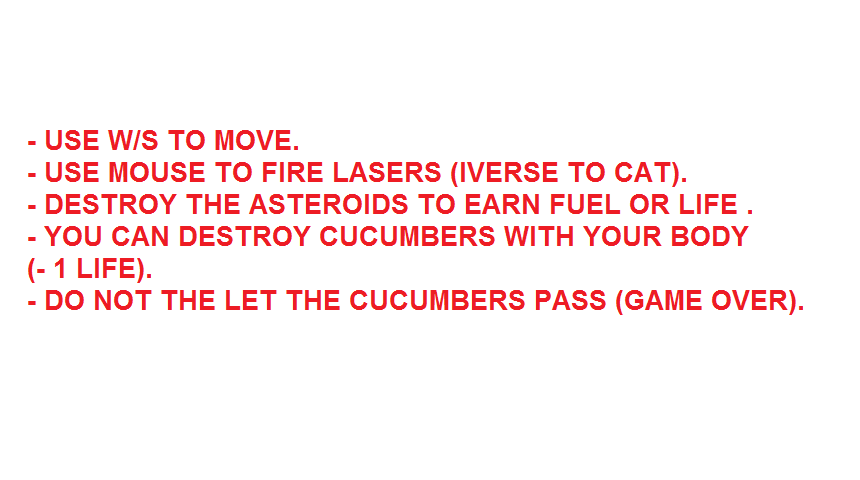 - USE W/S TO MOVE.
- USE MOUSE TO FIRE LASERS (IVERSE TO CAT).
- DESTROY THE ASTEROIDS TO EARN FUEL OR LIFE .
- YOU CAN DESTROY CUCUMBERS WITH YOUR BODY
(- 1 LIFE).
- DO NOT THE LET THE CUCUMBERS PASS (GAME OVER).